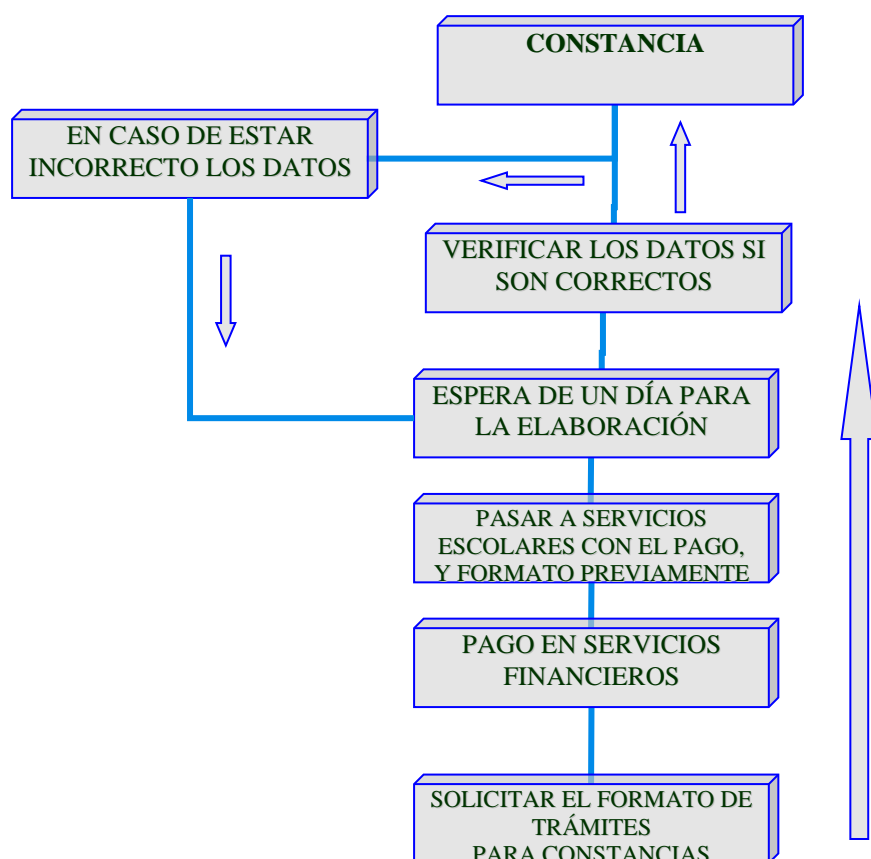 CONSTANCIA
EN CASO DE ESTAR
INCORRECTO LOS DATOS
VERIFICAR LOS DATOS SI
SON CORRECTOS
ESPERA DE UN DÍA PARA
LA ELABORACIÓN
PASAR A SERVICIOS
ESCOLARES CON EL PAGO,
Y FORMATO PREVIAMENTE
PAGO EN SERVICIOS
FINANCIEROS
SOLICITAR EL FORMATO DE
TRÁMITES
PARA CONSTANCIAS